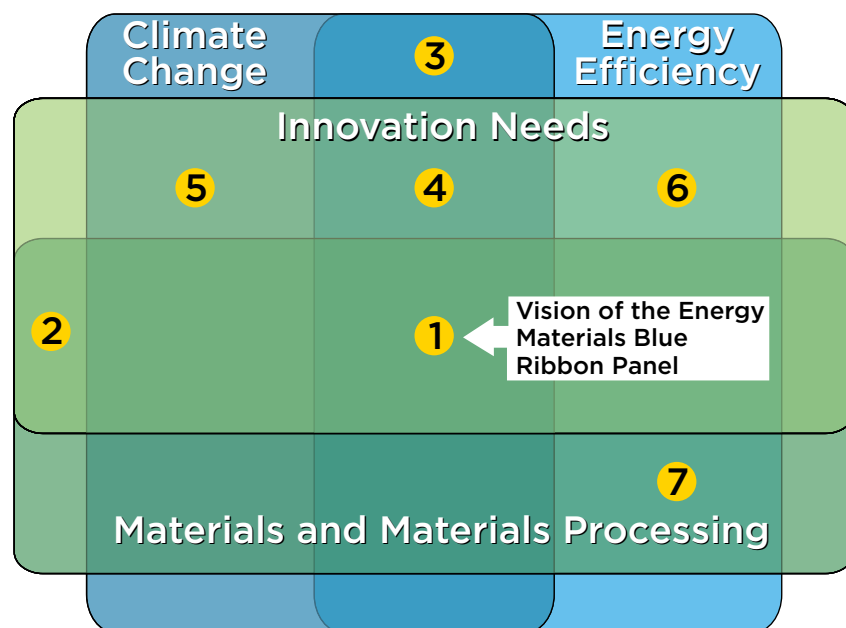 Climate
Change
3
Energy
Efficiency
Innovation Needs
5
4
6
2
1
Vision of the Energy
Materials Blue
Ribbon Panel
7
Materials and Materials Processing